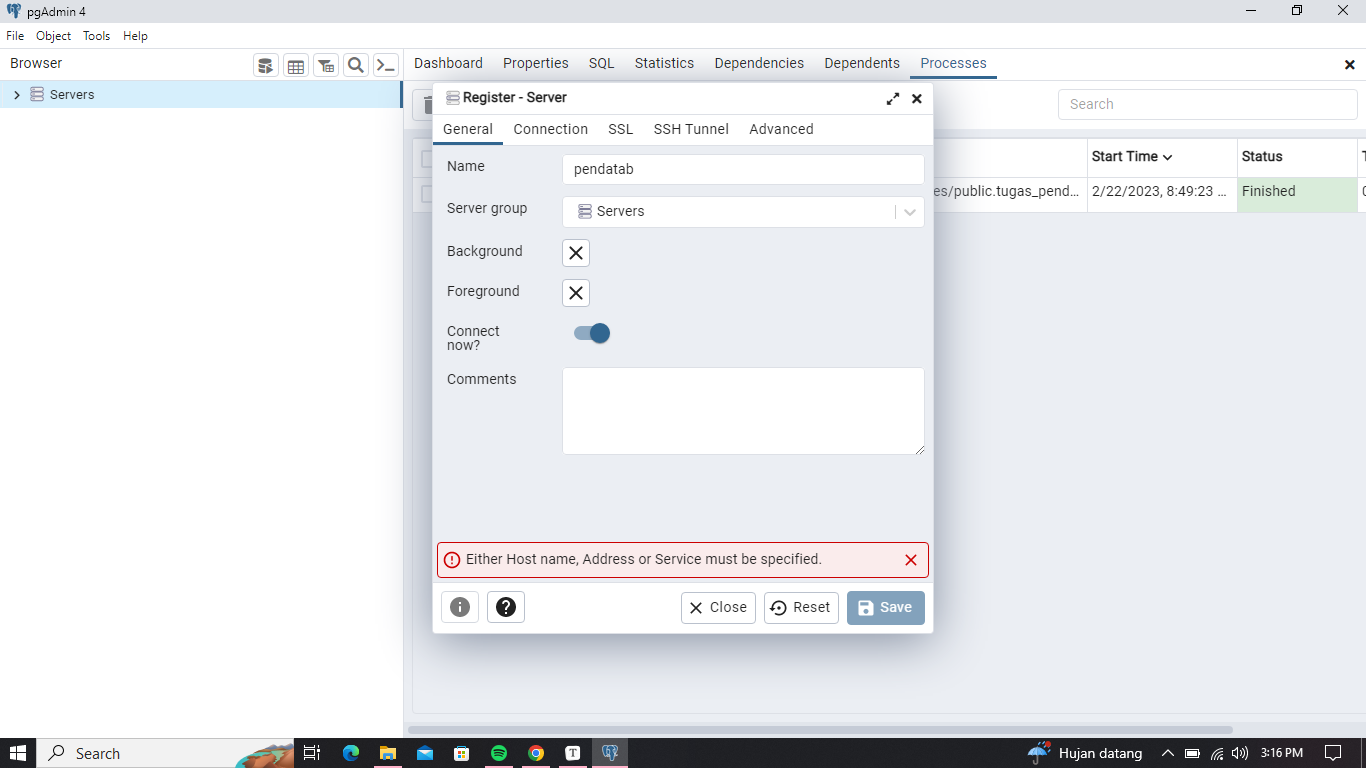 pgAdmin 4
File Object Tools Help
Browser
Dashboard Properties SQL Statistics Dependencies Dependents Processes
Servers
Search
Register - Server
General Connection SSL SSH Tunnel Advanced
Start Time Status
Name pendatab
es/public.tugas_pend... 2/22/2023, 8:49:23 ... Finished
Server group Servers
Background
Foreground
Connect
now?
Comments
Either Host name, Address or Service must be specified.
Close Reset Save
Search
Hujan datang 3:16 PM